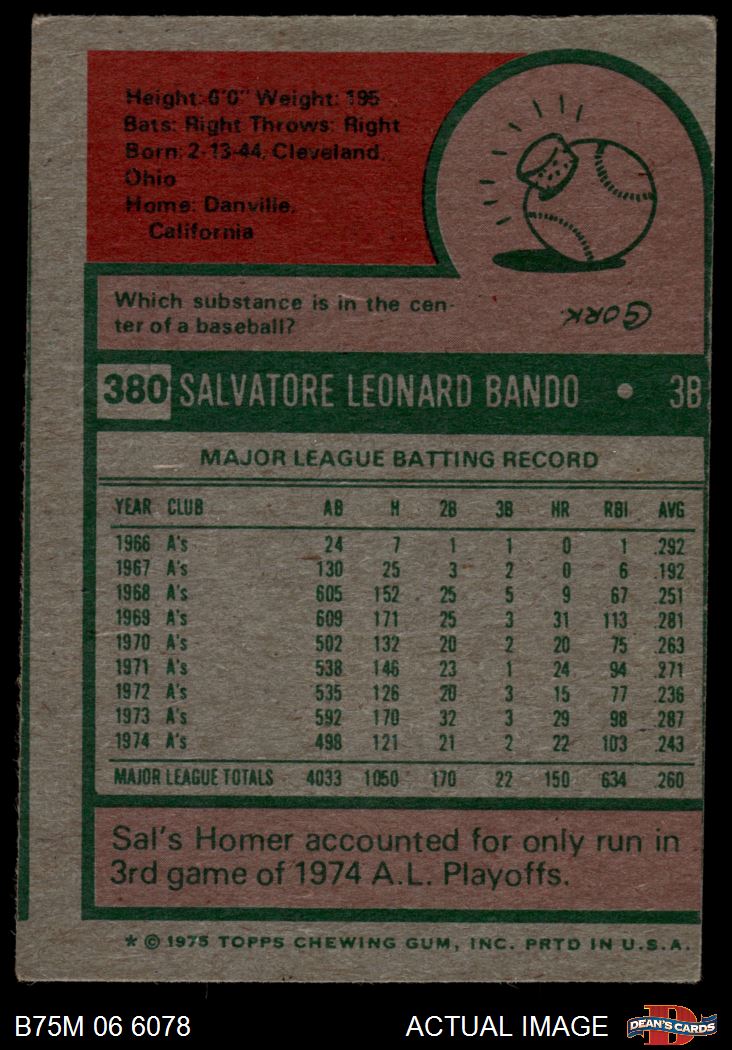 Height: 6'0" Weight: 195
Bats: Right Throws: Right
Born: 2-13-44, Cleveland,
Ohio
Home: Danville,
California
Which substance is in the cen-
ter of a baseball?
CORK.
380 SALVATORE LEONARD BANDO • 3B
MAJOR LEAGUE BATTING RECORD
YEAR CLUB AB H 2B 3B HR RBI AVG
1966 A's 24 7 1 1 0 1 .292
1967 A's 130 25 3 2 0 6 .192
1968 A's 605 152 25 5 9 67 .251
1969 A's 609 171 25 3 31 113 .281
1970 A's 502 132 20 2 20 75 .263
1971 A's 538 146 23 1 24 94 .271
1972 A's 535 126 20 3 15 77 .236
1973 A's 592 170 32 3 29 98 .287
1974 A's 498 121 21 2 22 103 .243
MAJOR LEAGUE TOTALS 4033 1050 170 22 150 634 .260
Sal's Homer accounted for only run in
3rd game of 1974 A.L. Playoffs.
* © 1975 TOPPS CHEWING GUM, INC. PRTD IN U.S.A.
B75M 06 6078 ACTUAL IMAGE DEAN'S CARDS